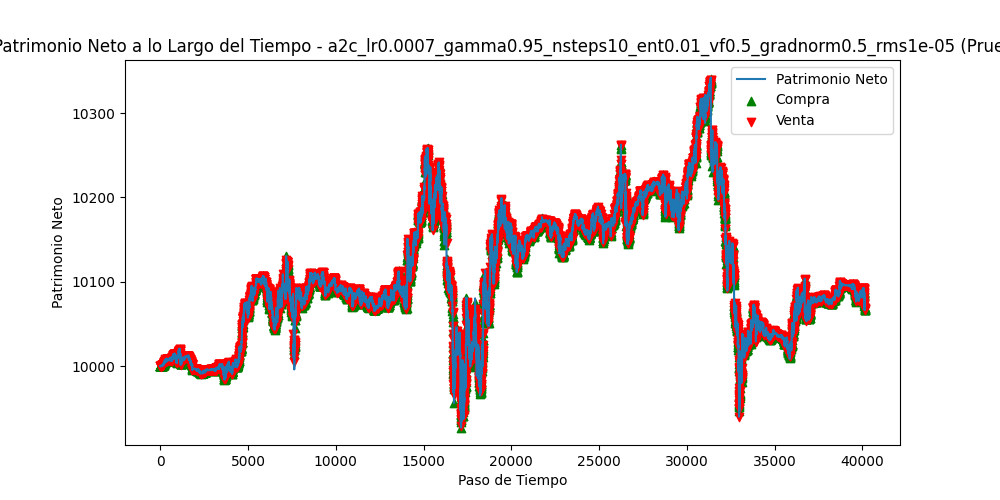 Patrimonio Neto a lo Largo del Tiempo - a2c_lr0.0007_gamma0.95_nsteps10_ent0.01_vf0.5_gradnorm0.5_rms1e-05 (Prue
Patrimonio Neto
Compra
Venta
10300
10200
10100
10000
Patrimonio Neto
0 5000 10000 15000 20000 25000 30000 35000 40000
Paso de Tiempo